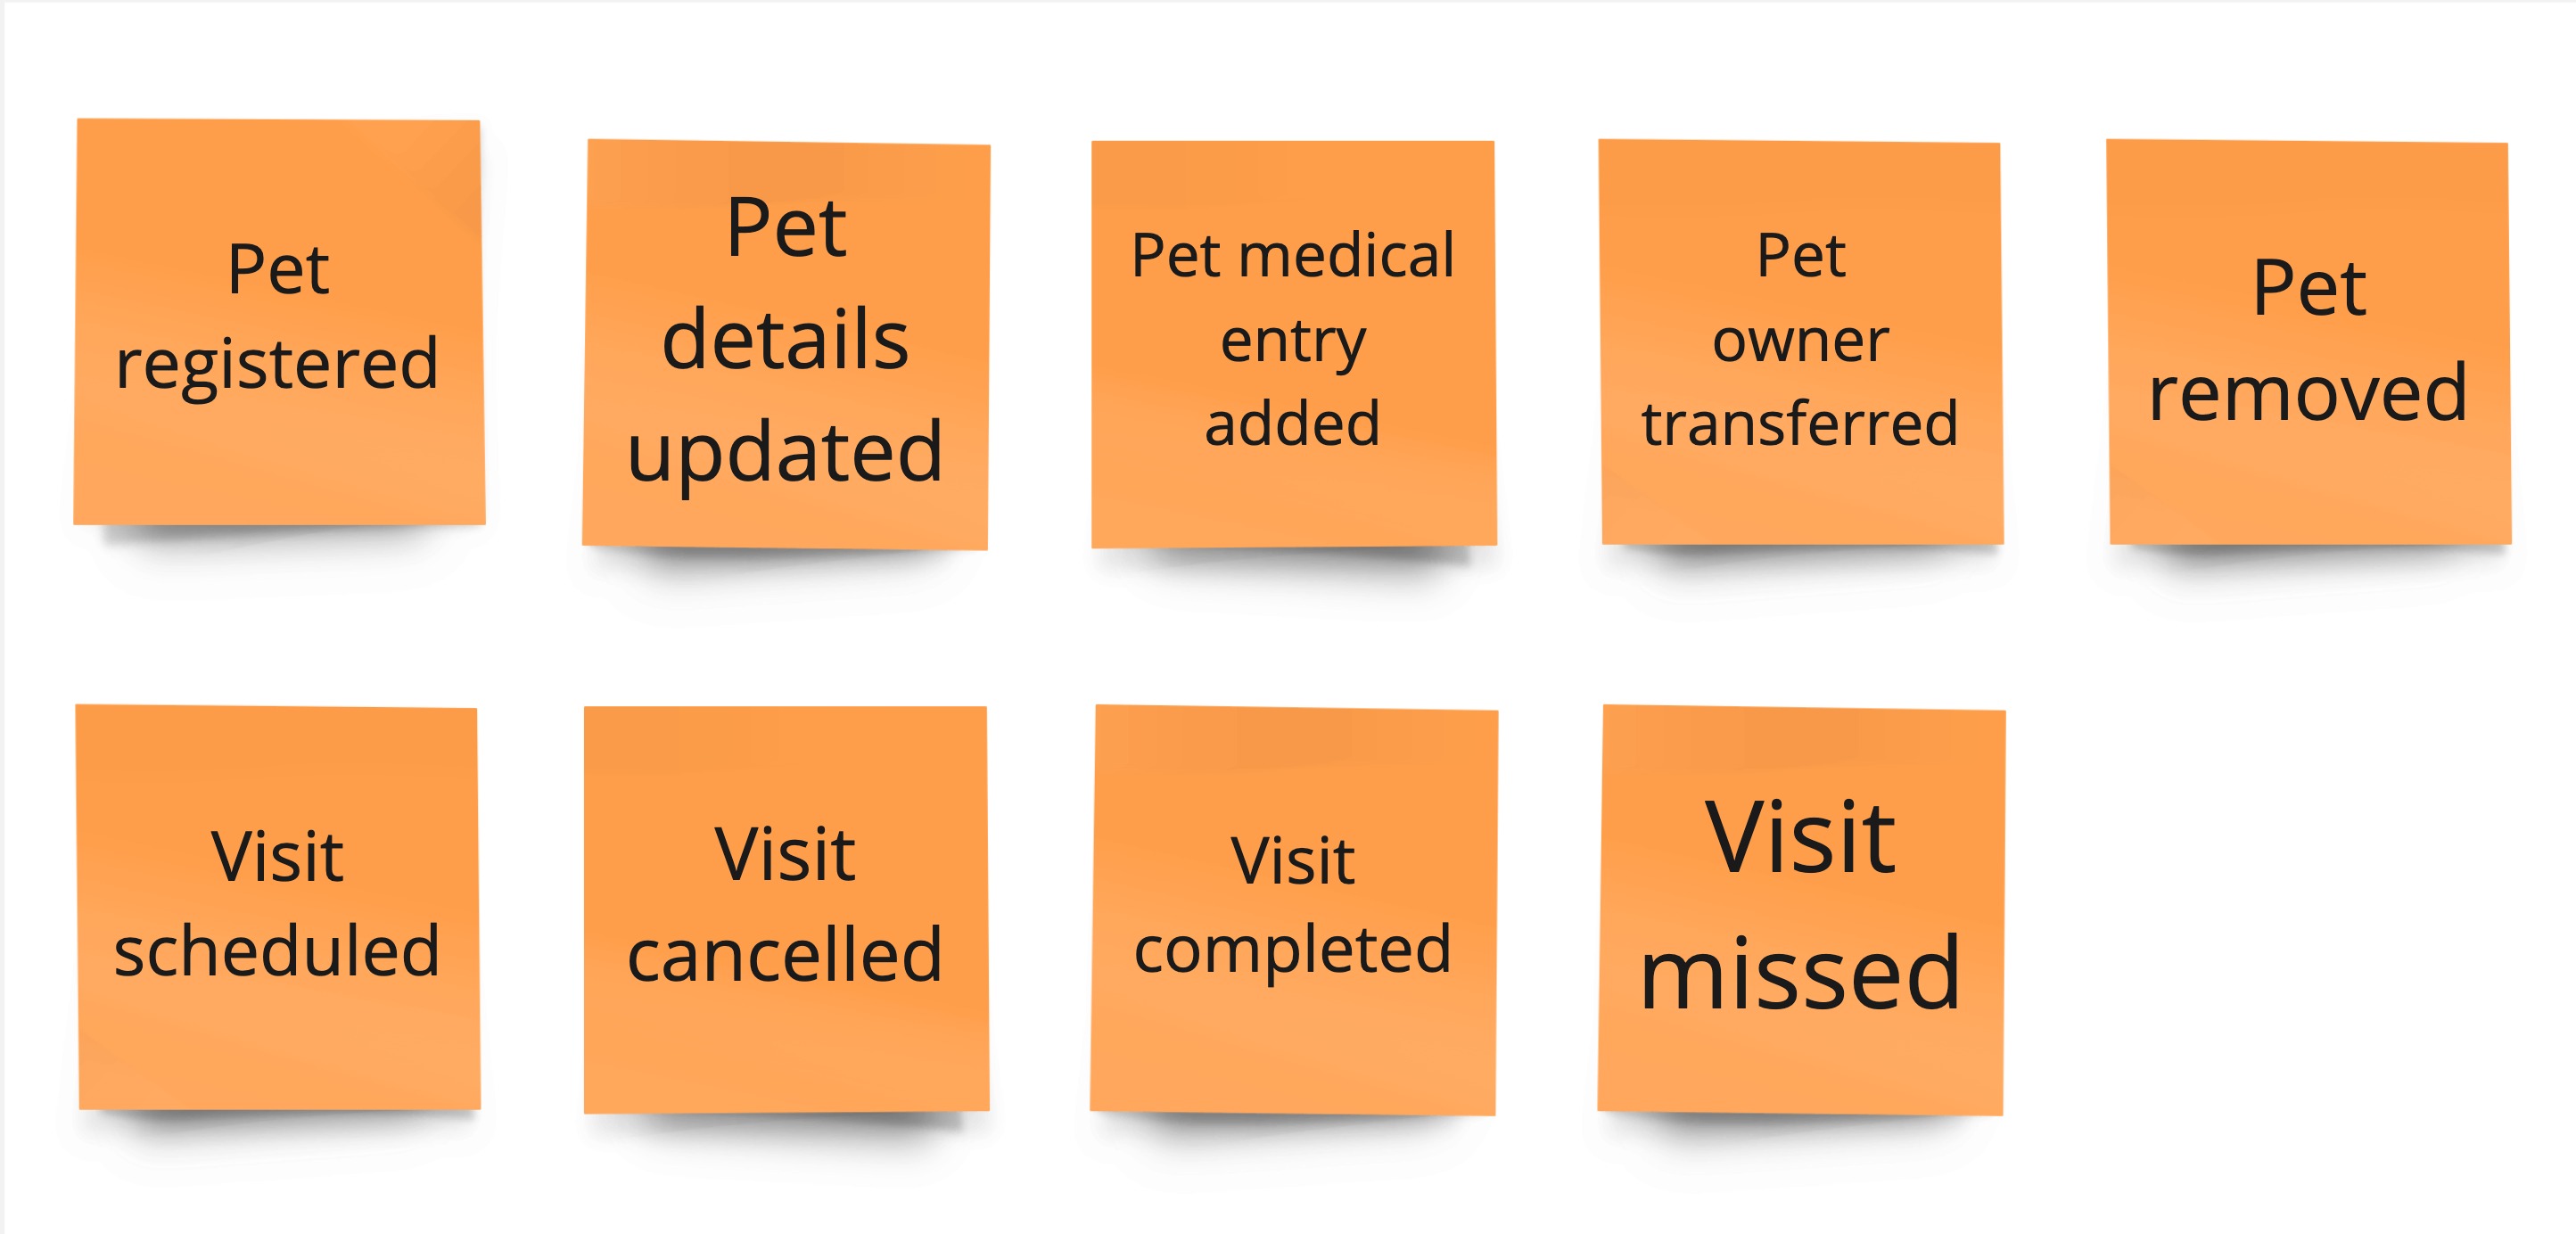 Pet
registered
Pet
details
updated
Pet medical
entry
added
Pet
owner
transferred
Pet
removed
Visit
scheduled
Visit
cancelled
Visit
completed
Visit
missed